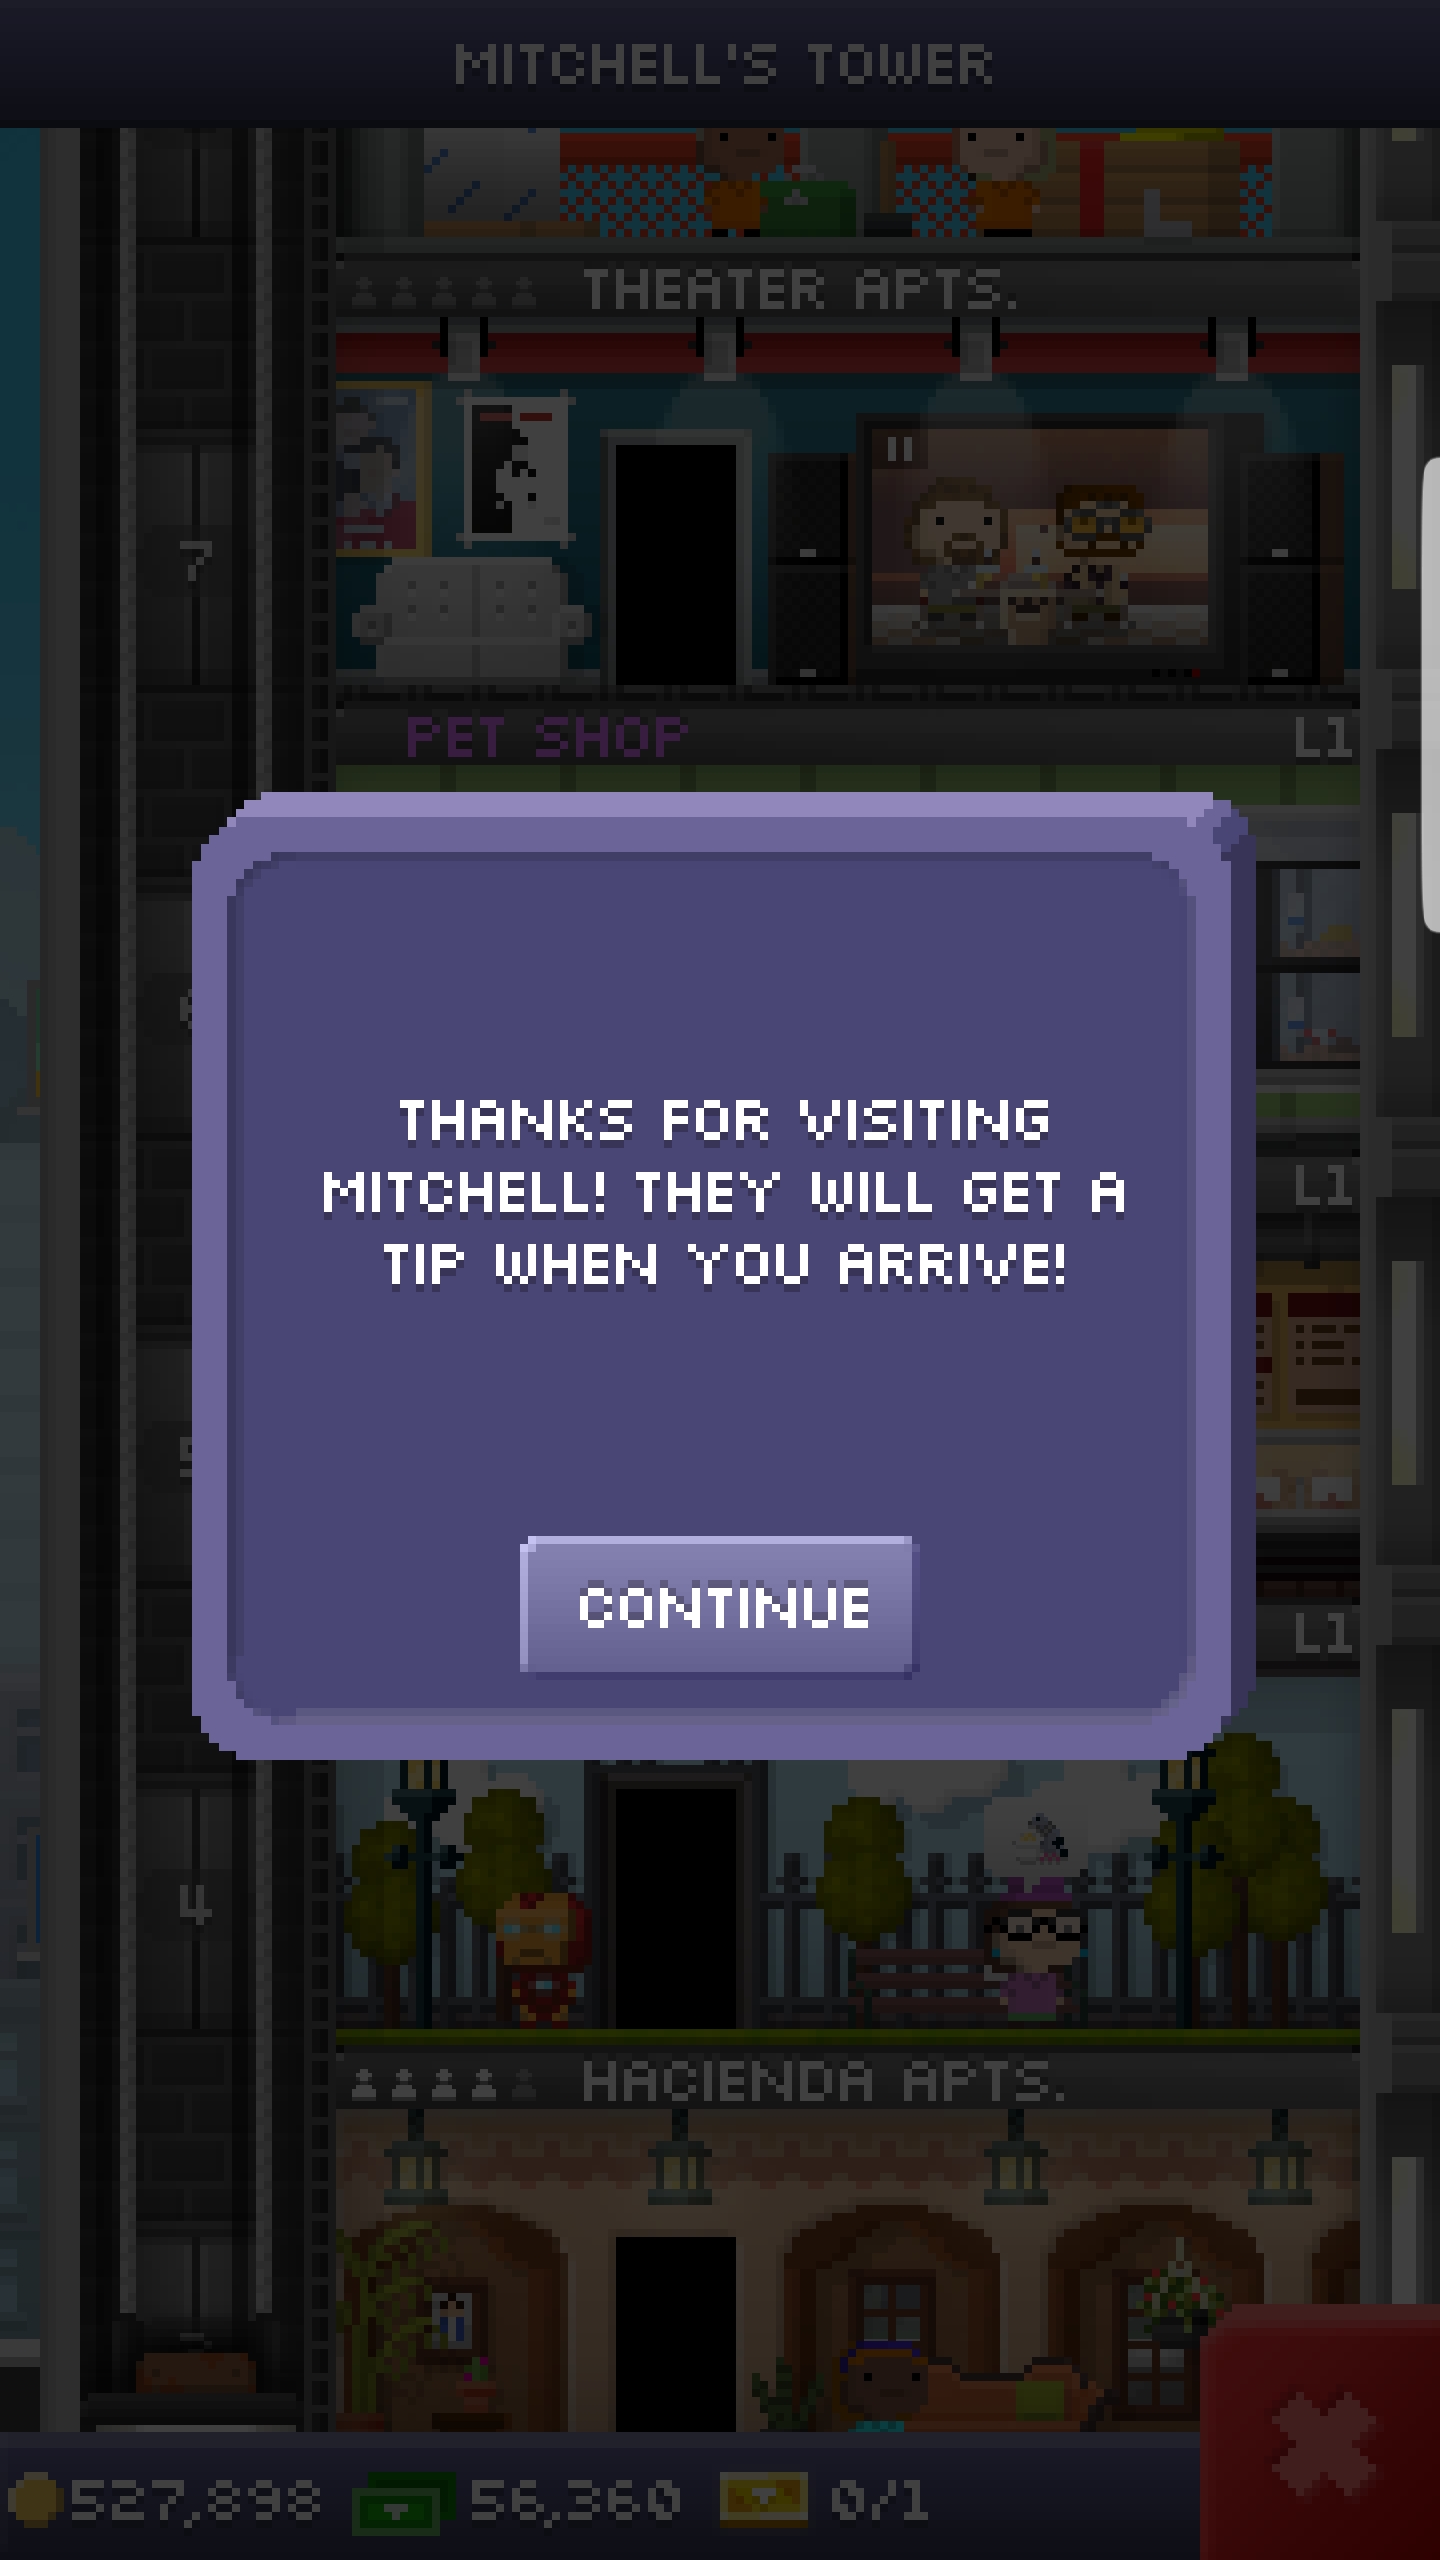 MITCHELL'S TOWER
THEATER APTS.
7
PET SHOP L1
THANKS FOR VISITING
MITCHELL! THEY WILL GET A
TIP WHEN YOU ARRIVE!
L1
CONTINUE
L1
4
HACIENDA APTS.
527,898 56,360 0/1